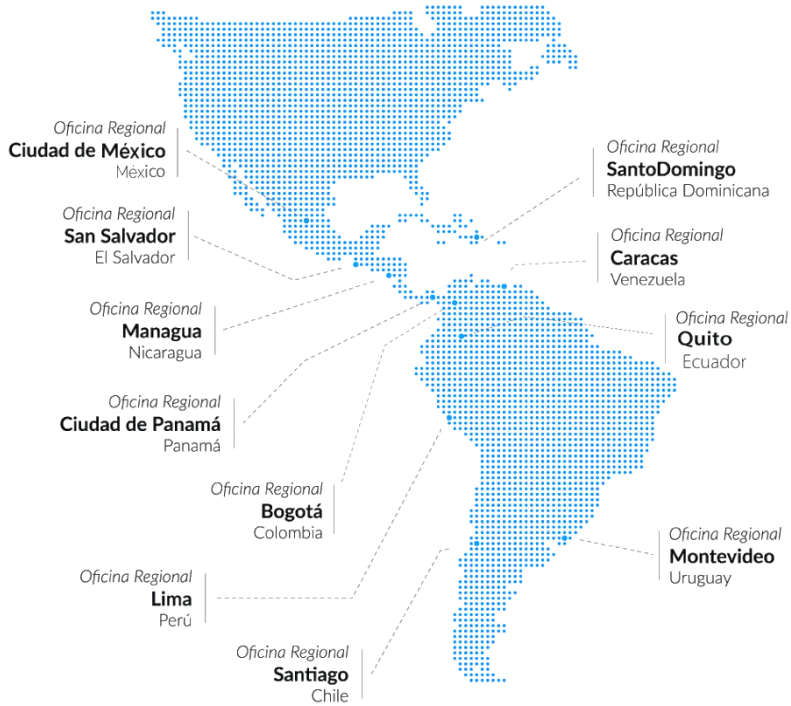 Oficina Regional
Ciudad de México
México
Oficina Regional
SantoDomingo
República Dominicana
Oficina Regional
San Salvador
El Salvador
Oficina Regional
Caracas
Venezuela
Oficina Regional
Managua
Nicaragua
Oficina Regional
Quito
Ecuador
Oficina Regional
Ciudad de Panamá
Panamá
Oficina Regional
Bogotá
Colombia
Oficina Regional
Montevideo
Uruguay
Oficina Regional
Lima
Perú
Oficina Regional
Santiago
Chile